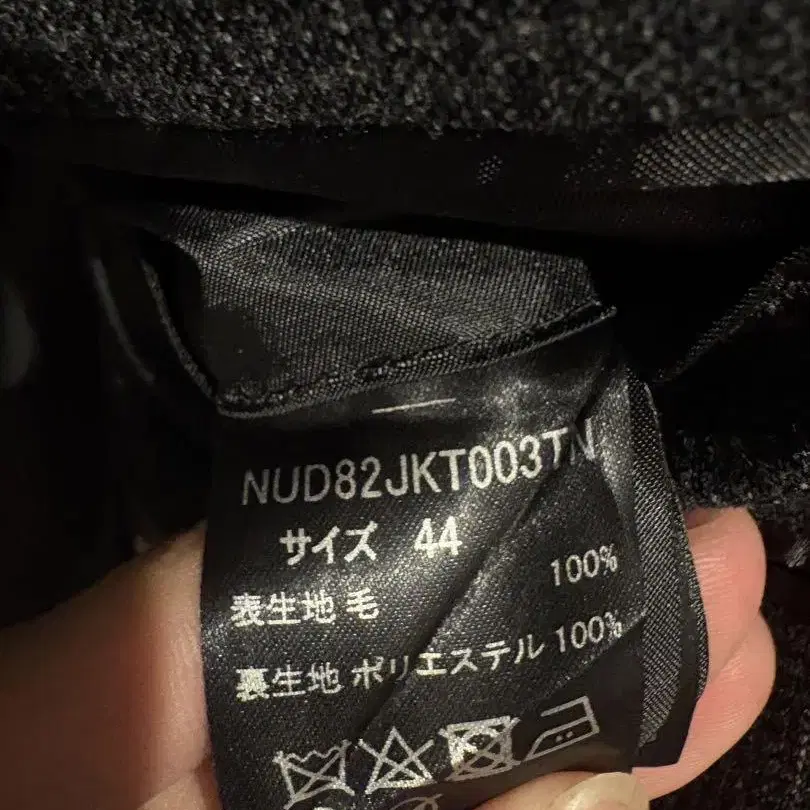 NUD82JKT003TN
サイズ 44
表生地 毛 100%
裏生地 ポリエステル 100%